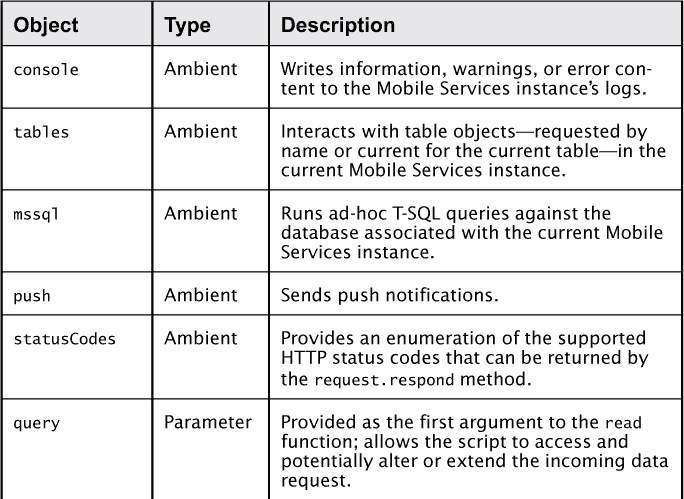 Object Type Description
console Ambient Writes information, warnings, or error con-
tent to the Mobile Services instance’s logs.
tables Ambient Interacts with table objects—requested by
name or current for the current table—in the
current Mobile Services instance.
mssql Ambient Runs ad-hoc T-SQL queries against the
database associated with the current Mobile
Services instance.
push Ambient Sends push notifications.
statusCodes Ambient Provides an enumeration of the supported
HTTP status codes that can be returned by
the request.respond method.
query Parameter Provided as the first argument to the read
function; allows the script to access and
potentially alter or extend the incoming data
request.